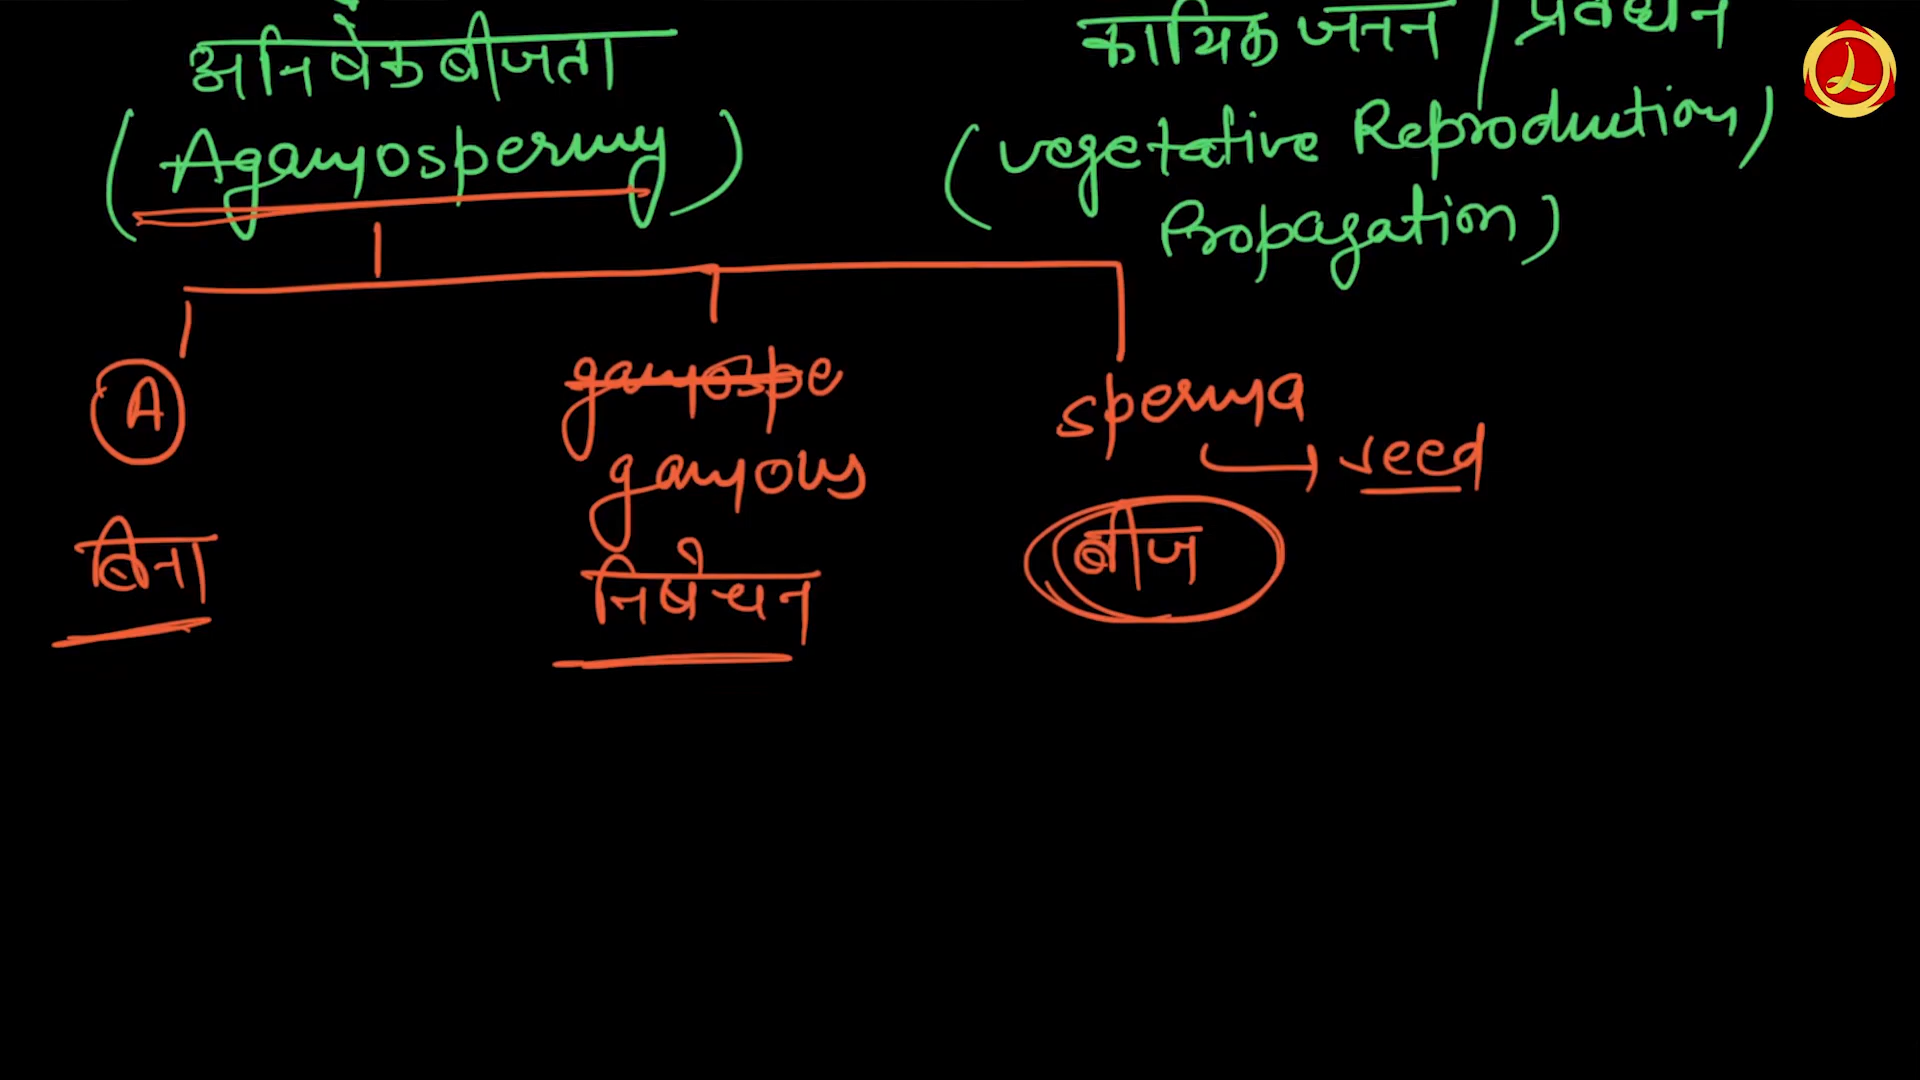 अनिषेकबीजता
(Agamospermy)
कायिक जनन / प्रवर्धन
(vegetative Reproduction)
Propagation)
A
बिना
gamospe
gamous
निषेचन
sperma
seed
बीज